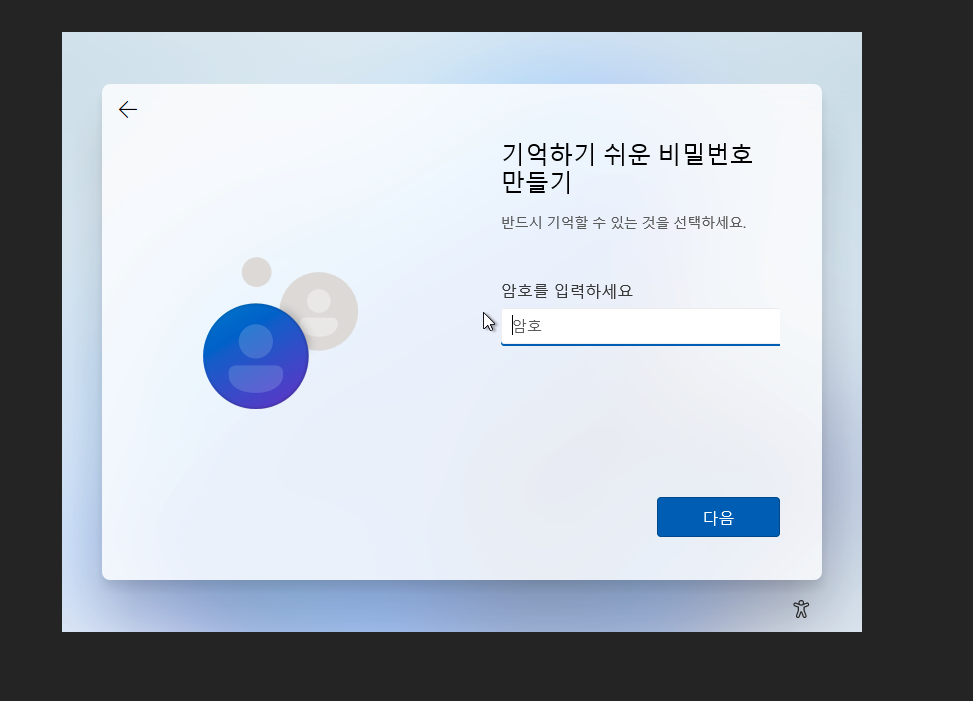 기억하기 쉬운 비밀번호
만들기
반드시 기억할 수 있는 것을 선택하세요.
암호를 입력하세요
암호
다음